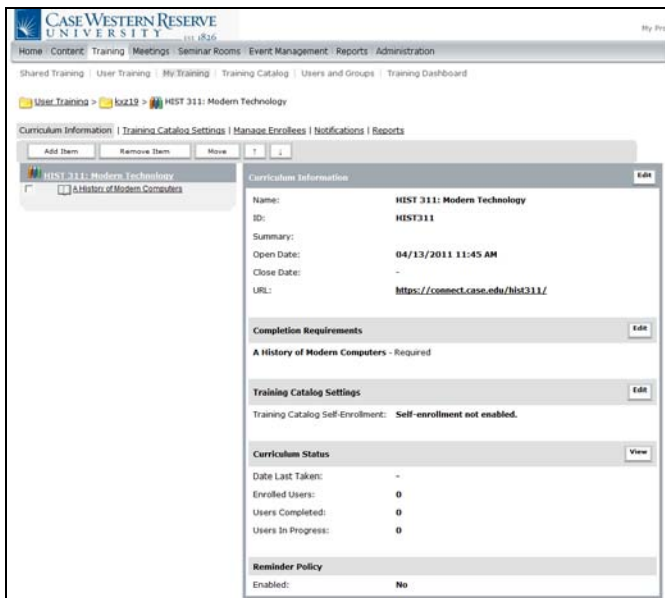 CASE WESTERN RESERVE
UNIVERSITY EST 1826
My Pro
Home Content Training Meetings Seminar Rooms Event Management Reports Administration
Shared Training | User Training | My Training | Training Catalog | Users and Groups | Training Dashboard
User Training > kxz19 > HIST 311: Modern Technology
Curriculum Information | Training Catalog Settings | Manage Enrollees | Notifications | Reports
Add Item Remove Item Move ↑ ↓
HIST 311: Modern Technology
A History of Modern Computers
Curriculum Information Edit
Name: HIST 311: Modern Technology
ID: HIST311
Summary:
Open Date: 04/13/2011 11:45 AM
Close Date: -
URL: https://connect.case.edu/hist311/
Completion Requirements Edit
A History of Modern Computers - Required
Training Catalog Settings Edit
Training Catalog Self-Enrollment: Self-enrollment not enabled.
Curriculum Status View
Date Last Taken: -
Enrolled Users: 0
Users Completed: 0
Users In Progress: 0
Reminder Policy
Enabled: No